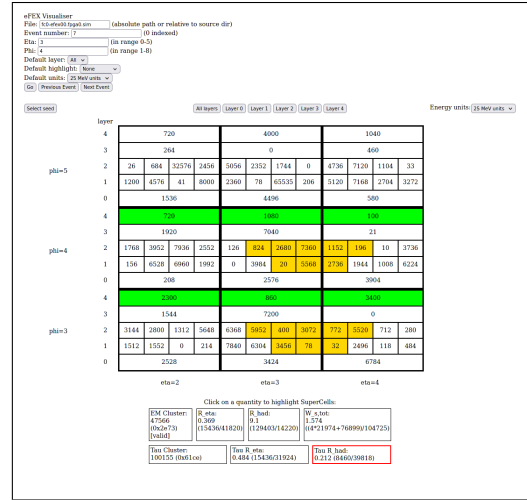 eFEX Visualiser
File: fc0-efex00.fpga0.sim (absolute path or relative to source dir)
Event number: 7 (0 indexed)
Eta: 3 (in range 0-5)
Phi: 4 (in range 1-8)
Default layer: All
Default highlight: None
Default units: 25 MeV units
Go Previous Event Next Event
Select seed All layers Layer 0 Layer 1 Layer 2 Layer 3 Layer 4 Energy units: 25 MeV units
layer
4 720 4000 1040
3 264 0 460
phi=5 2 26 684 32576 2456 5056 2352 1744 0 4736 7120 1104 33
1 1200 4576 41 8000 2360 78 65535 206 5120 7168 2704 3272
0 1536 4496 580
4 720 1080 100
3 1920 7040 21
phi=4 2 1768 3952 7936 2552 126 824 2680 7360 1152 196 10 3736
1 156 6528 6960 1992 0 3984 20 5568 2736 1944 1008 6224
0 208 2576 3904
4 2300 860 3400
3 1544 7200 0
phi=3 2 3144 2800 1312 5648 6368 5952 400 3072 772 5520 712 280
1 1512 1552 0 214 7840 6304 3456 78 32 2496 118 484
0 2528 3424 6784
eta=2 eta=3 eta=4
Click on a quantity to highlight SuperCells:
EM Cluster: R_eta: R_had: W_s,tot:
47566 0.369 9.1 1.574
(0x2e73) (15436/41820) (129403/14220) ((4*21974+76899)/104725)
[valid]
Tau Cluster: Tau R_eta: Tau R_had:
100155 (0x61ce) 0.484 (15436/31924) 0.212 (8460/39818)